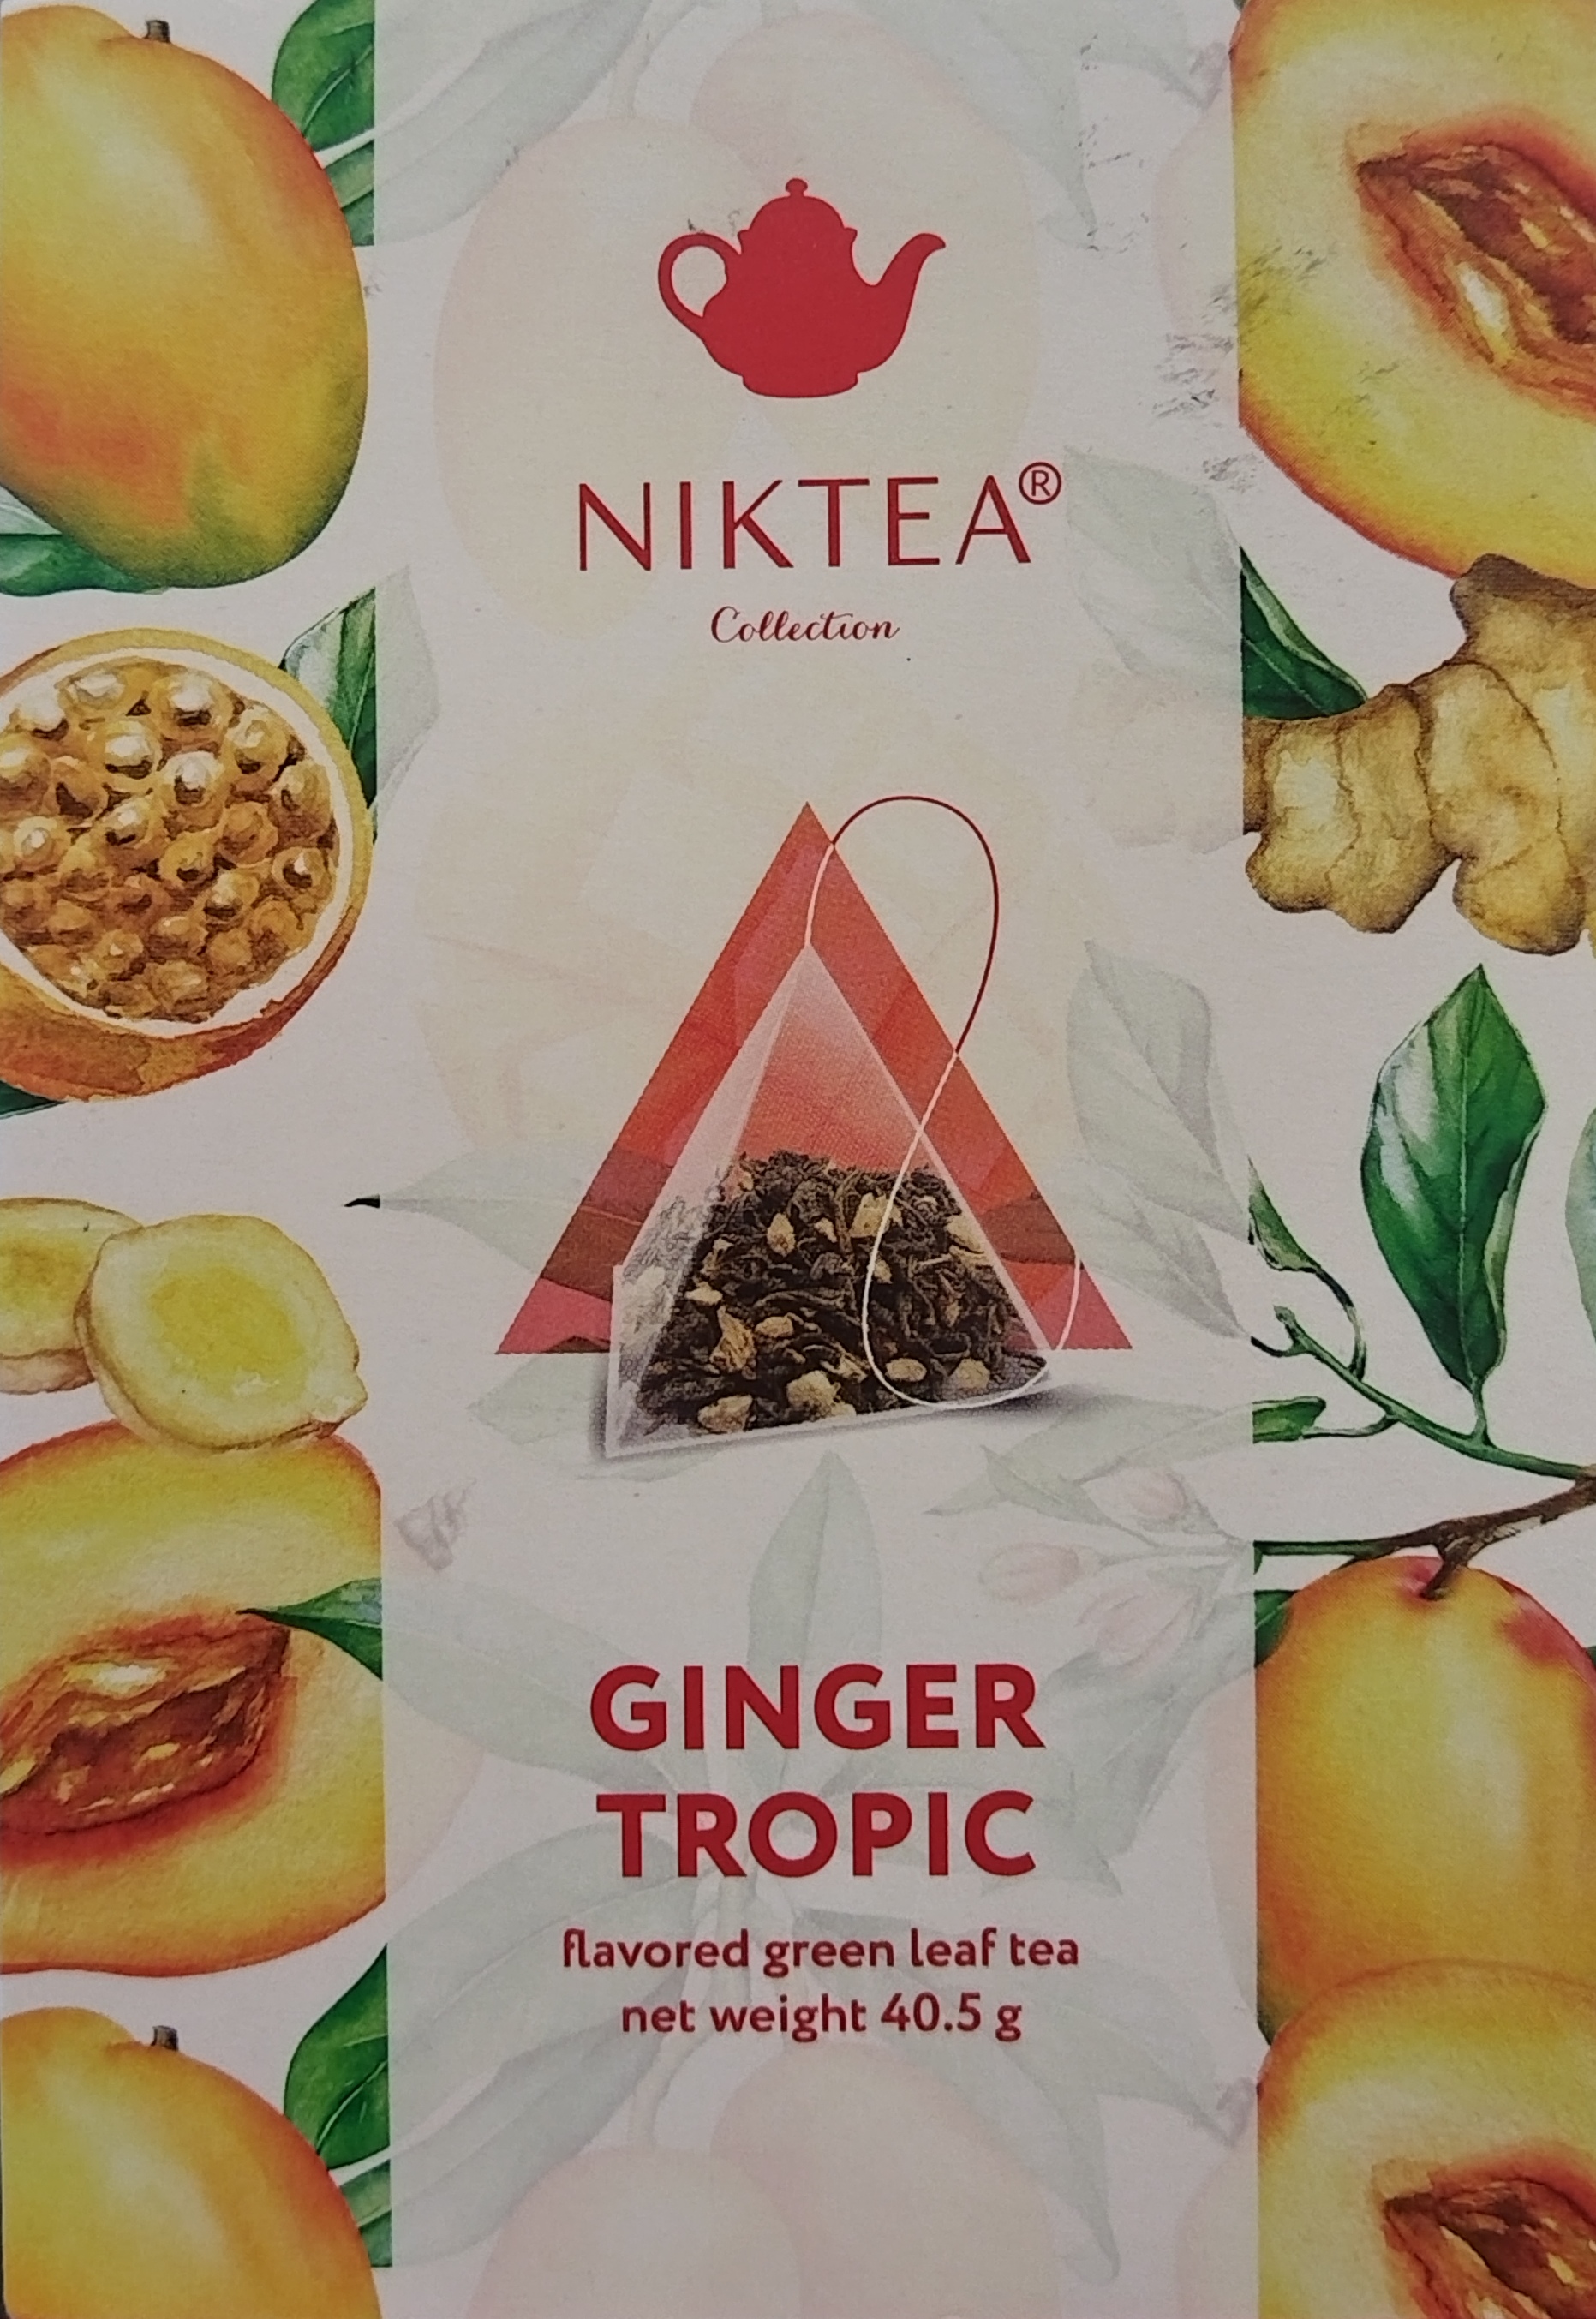 NIKTEA®
Collection
GINGER
TROPIC
flavored green leaf tea
net weight 40.5 g